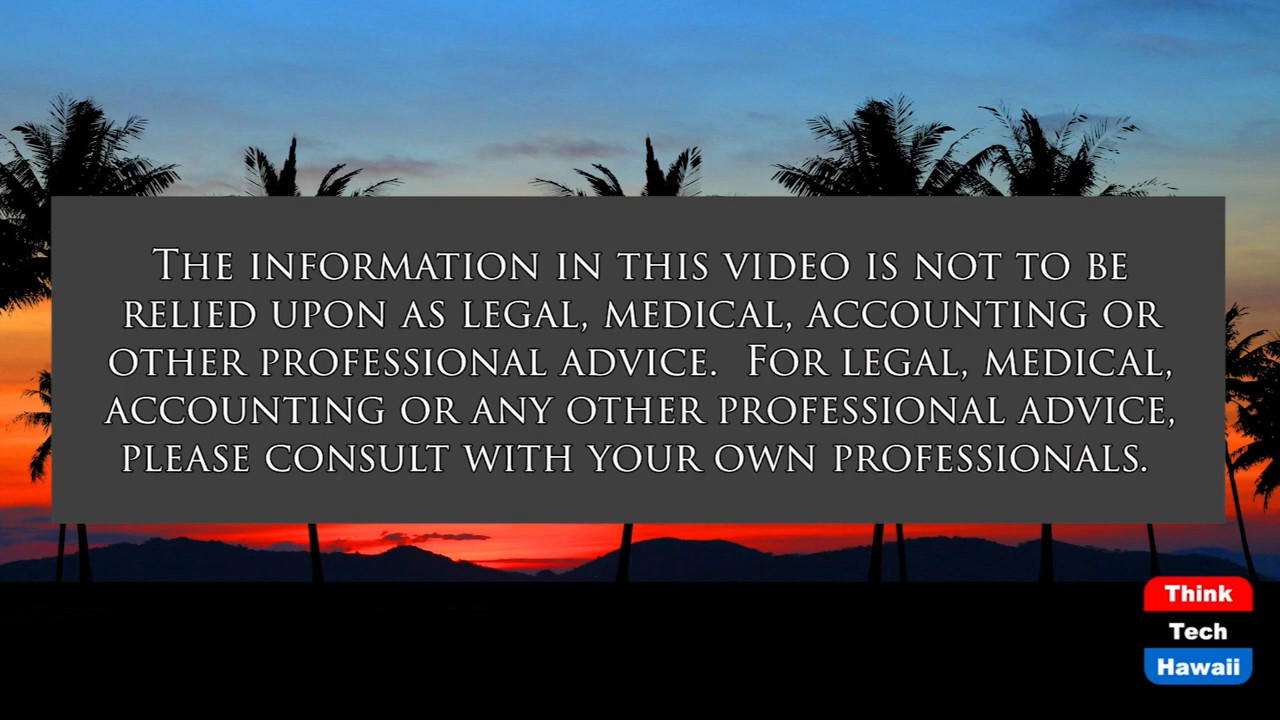 The information in this video is not to be
relied upon as legal, medical, accounting or
other professional advice.  For legal, medical,
accounting or any other professional advice,
please consult with your own professionals.
Think
Tech
Hawaii